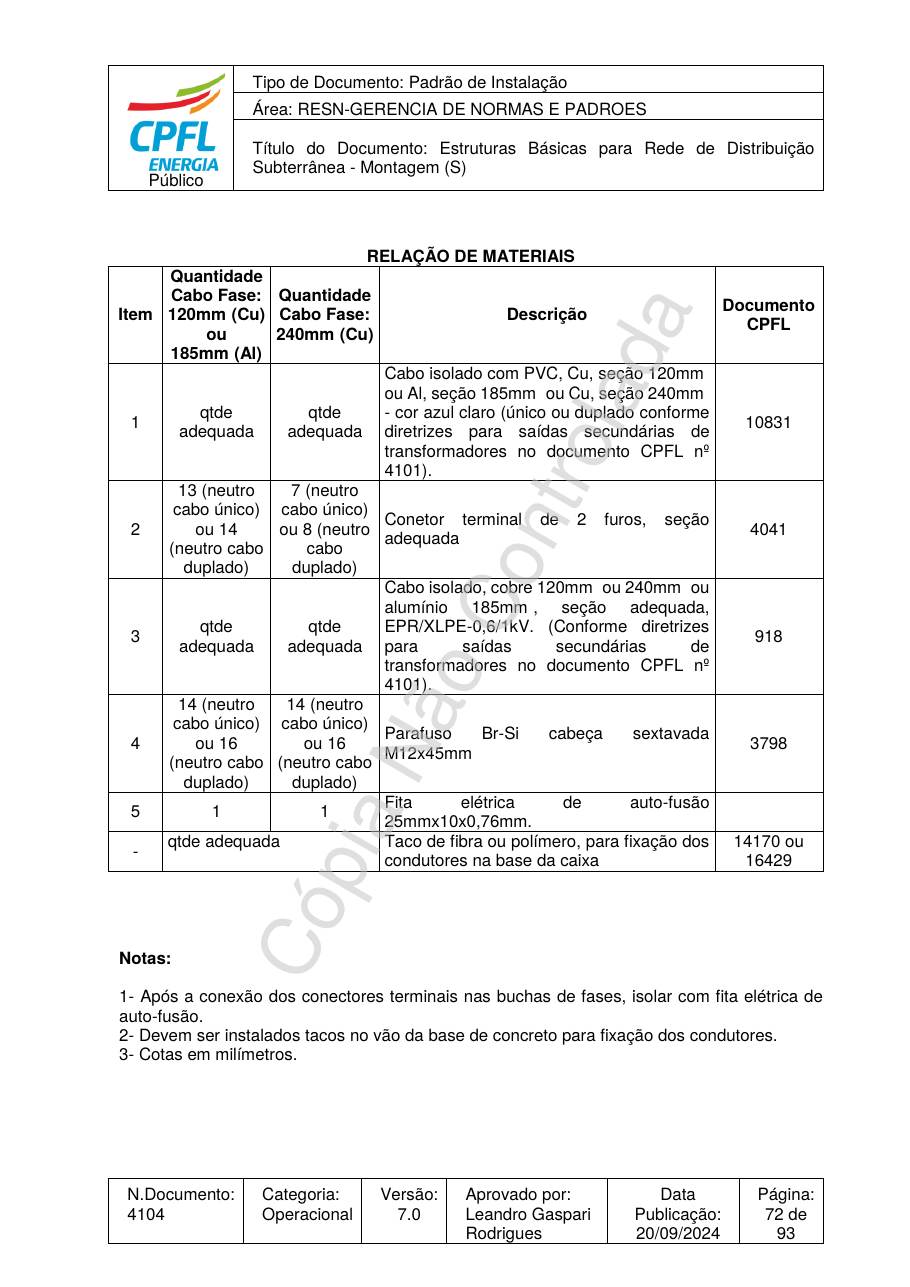 CPFL
ENERGIA
Público
Tipo de Documento: Padrão de Instalação
Área: RESN-GERENCIA DE NORMAS E PADROES
Título do Documento: Estruturas Básicas para Rede de Distribuição
Subterrânea - Montagem (S)
RELAÇÃO DE MATERIAIS
Item
Quantidade
Cabo Fase:
120mm (Cu)
ou
185mm (Al)
Quantidade
Cabo Fase:
240mm (Cu)
Descrição
Documento
CPFL
1
qtde
adequada
qtde
adequada
Cabo isolado com PVC, Cu, seção 120mm
ou Al, seção 185mm ou Cu, seção 240mm
- cor azul claro (único ou duplado conforme
diretrizes para saídas secundárias de
transformadores no documento CPFL nº
4101).
10831
2
13 (neutro
cabo único)
ou 14
(neutro cabo
duplado)
7 (neutro
cabo único)
ou 8 (neutro
cabo
duplado)
Conetor terminal de 2 furos, seção
adequada
4041
3
qtde
adequada
qtde
adequada
Cabo isolado, cobre 120mm ou 240mm ou
alumínio 185mm , seção adequada,
EPR/XLPE-0,6/1kV. (Conforme diretrizes
para saídas secundárias de
transformadores no documento CPFL nº
4101).
918
4
14 (neutro
cabo único)
ou 16
(neutro cabo
duplado)
14 (neutro
cabo único)
ou 16
(neutro cabo
duplado)
Parafuso Br-Si cabeça sextavada
M12x45mm
3798
5
1
1
Fita elétrica de auto-fusão
25mmx10x0,76mm.
-
qtde adequada
Taco de fibra ou polímero, para fixação dos
condutores na base da caixa
14170 ou
16429
Cópia Não Controlada
Notas:
1- Após a conexão dos conectores terminais nas buchas de fases, isolar com fita elétrica de
auto-fusão.
2- Devem ser instalados tacos no vão da base de concreto para fixação dos condutores.
3- Cotas em milímetros.
N.Documento:
4104
Categoria:
Operacional
Versão:
7.0
Aprovado por:
Leandro Gaspari
Rodrigues
Data
Publicação:
20/09/2024
Página:
72 de
93